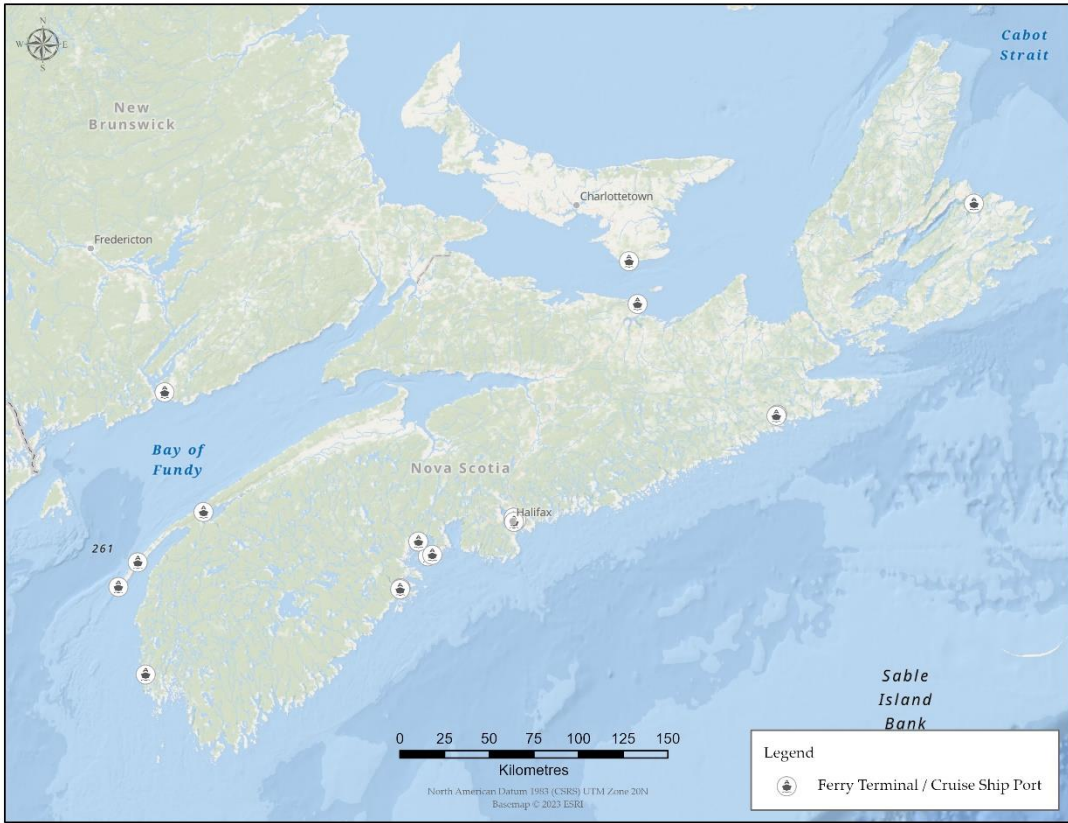 N
W
E
S
Cabot
Strait
New
Brunswick
Charlottetown
Fredericton
Bay of
Fundy
Nova Scotia
Halifax
261
Sable
Island
Bank
0 25 50 75 100 125 150
Kilometres
North American Datum 1983 (CSRS) UTM Zone 20N
Basemap © 2023 ESRI
Legend
Ferry Terminal / Cruise Ship Port